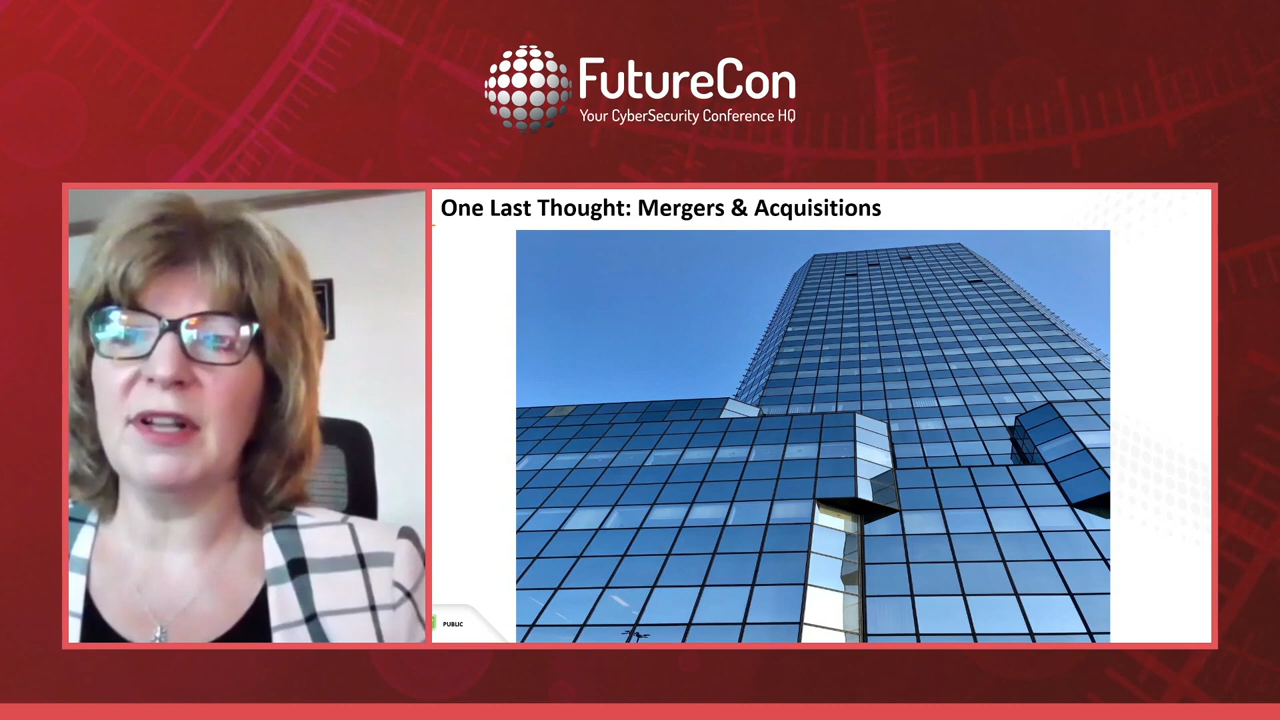 FutureCon
Your CyberSecurity Conference HQ
One Last Thought: Mergers & Acquisitions
PUBLIC